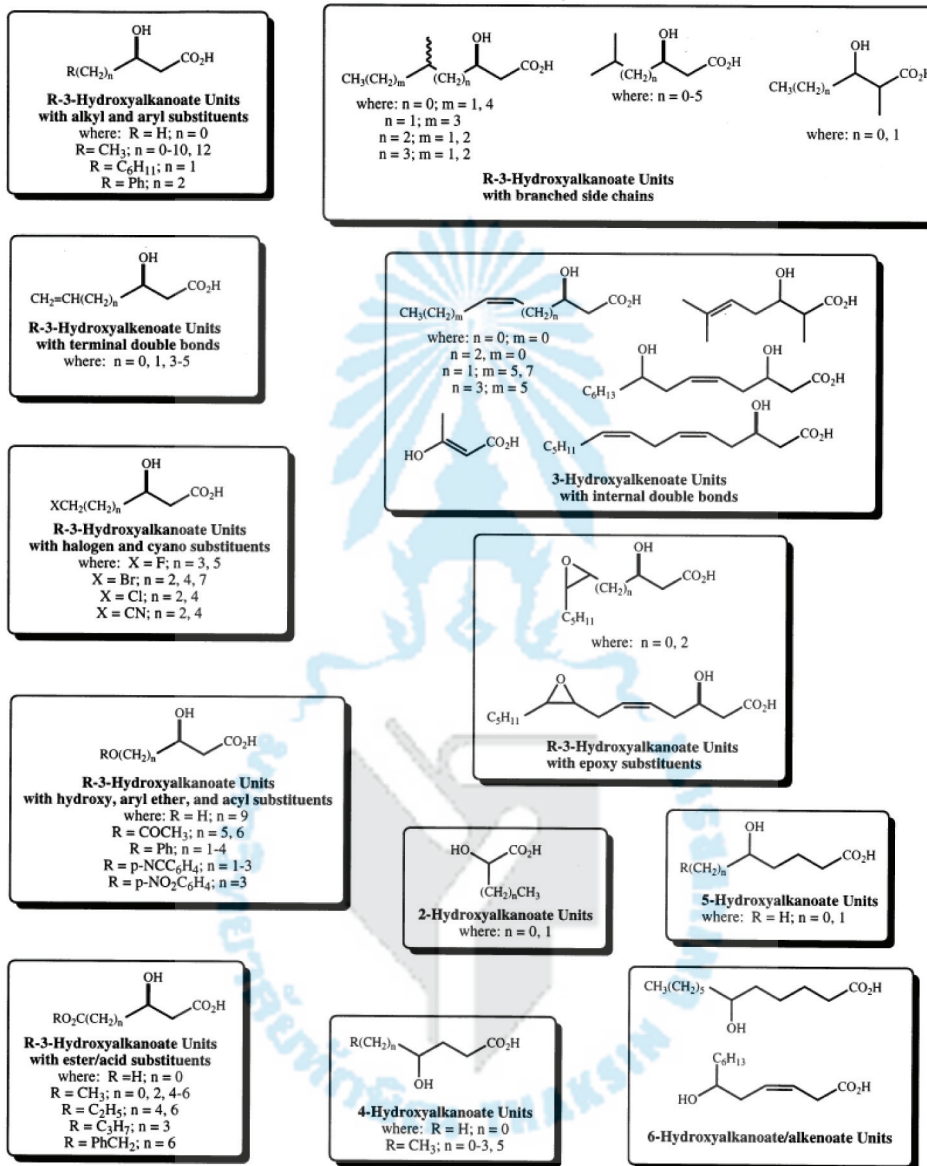 OH
CO₂H
R(CH₂)ₙ
R-3-Hydroxyalkanoate Units
with alkyl and aryl substituents
where: R = H; n = 0
R= CH₃; n = 0-10, 12
R = C₆H₁₁; n = 1
R = Ph; n = 2
OH
CO₂H
CH₃(CH₂)ₘ
(CH₂)ₙ
where: n = 0; m = 1, 4
n = 1; m = 3
n = 2; m = 1, 2
n = 3; m = 1, 2
OH
CO₂H
(CH₂)ₙ
where: n = 0-5
OH
CO₂H
CH₃(CH₂)ₙ
where: n = 0, 1
R-3-Hydroxyalkanoate Units
with branched side chains
OH
CO₂H
CH₂=CH(CH₂)ₙ
R-3-Hydroxyalkenoate Units
with terminal double bonds
where: n = 0, 1, 3-5
OH
CO₂H
CH₃(CH₂)ₘ
(CH₂)ₙ
where: n = 0; m = 0
n = 2, m = 0
n = 1; m = 5, 7
n = 3; m = 5
OH
CO₂H
OH
OH
CO₂H
C₆H₁₃
HO
CO₂H
OH
CO₂H
C₅H₁₁
3-Hydroxyalkenoate Units
with internal double bonds
OH
CO₂H
XCH₂(CH₂)ₙ
R-3-Hydroxyalkanoate Units
with halogen and cyano substituents
where: X = F; n = 3, 5
X = Br; n = 2, 4, 7
X = Cl; n = 2, 4
X = CN; n = 2, 4
O
OH
CO₂H
(CH₂)ₙ
C₅H₁₁
where: n = 0, 2
O
OH
CO₂H
C₅H₁₁
R-3-Hydroxyalkanoate Units
with epoxy substituents
OH
CO₂H
RO(CH₂)ₙ
R-3-Hydroxyalkanoate Units
with hydroxy, aryl ether, and acyl substituents
where: R = H; n = 9
R = COCH₃; n = 5, 6
R = Ph; n = 1-4
R = p-NCC₆H₄; n = 1-3
R = p-NO₂C₆H₄; n =3
HO
CO₂H
(CH₂)ₙCH₃
2-Hydroxyalkanoate Units
where: n = 0, 1
OH
CO₂H
R(CH₂)ₙ
5-Hydroxyalkanoate Units
where: R = H; n = 0, 1
OH
CO₂H
RO₂C(CH₂)ₙ
R-3-Hydroxyalkanoate Units
with ester/acid substituents
where: R =H; n = 0
R = CH₃; n = 0, 2, 4-6
R = C₂H₅; n = 4, 6
R = C₃H₇; n = 3
R = PhCH₂; n = 6
R(CH₂)ₙ
CO₂H
OH
4-Hydroxyalkanoate Units
where: R = H; n = 0
R= CH₃; n = 0-3, 5
CH₃(CH₂)₅
CO₂H
OH
C₆H₁₃
HO
CO₂H
6-Hydroxyalkanoate/alkenoate Units